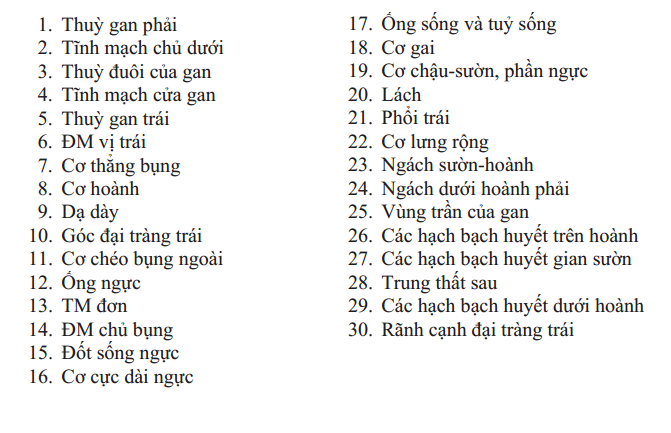 1. Thuỳ gan phải
2. Tĩnh mạch chủ dưới
3. Thuỳ đuôi của gan
4. Tĩnh mạch cửa gan
5. Thuỳ gan trái
6. ĐM vị trái
7. Cơ thẳng bụng
8. Cơ hoành
9. Dạ dày
10. Góc đại tràng trái
11. Cơ chéo bụng ngoài
12. Ống ngực
13. TM đơn
14. ĐM chủ bụng
15. Đốt sống ngực
16. Cơ cực dài ngực
17. Ống sống và tuỷ sống
18. Cơ gai
19. Cơ chậu-sườn, phần ngực
20. Lách
21. Phổi trái
22. Cơ lưng rộng
23. Ngách sườn-hoành
24. Ngách dưới hoành phải
25. Vùng trần của gan
26. Các hạch bạch huyết trên hoành
27. Các hạch bạch huyết gian sườn
28. Trung thất sau
29. Các hạch bạch huyết dưới hoành
30. Rãnh cạnh đại tràng trái